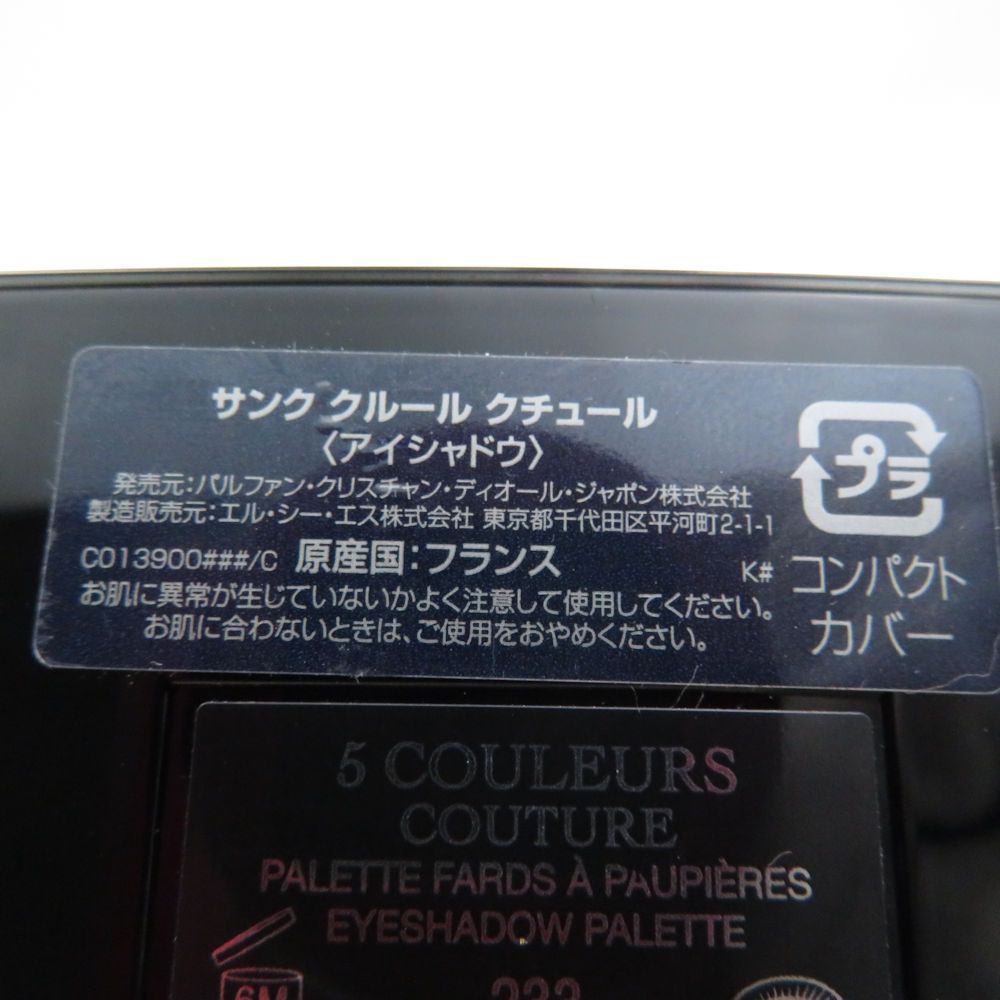 サンク クルール クチュール
〈アイシャドウ〉
発売元：パルファン・クリスチャン・ディオール・ジャポン株式会社
製造販売元：エル・シー・エス株式会社 東京都千代田区平河町2-1-1
C013900###/C 原産国：フランス K#
お肌に異常が生じていないかよく注意して使用してください。
お肌に合わないときは、ご使用をおやめください。
プラ
コンパクト
カバー
5 COULEURS
COUTURE
PALETTE FARDS À PAUPIÈRES
EYESHADOW PALETTE
6M